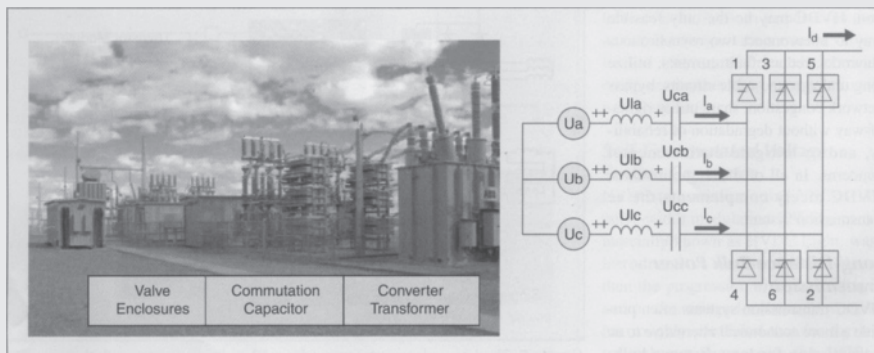 Valve Enclosures
Commutation Capacitor
Converter Transformer
Id
1 3 5
Ua ++ Ula + Uca Ia
Ub Ulb + Ucb Ib
Uc ++ Ulc + Ucc Ic
4 6 2